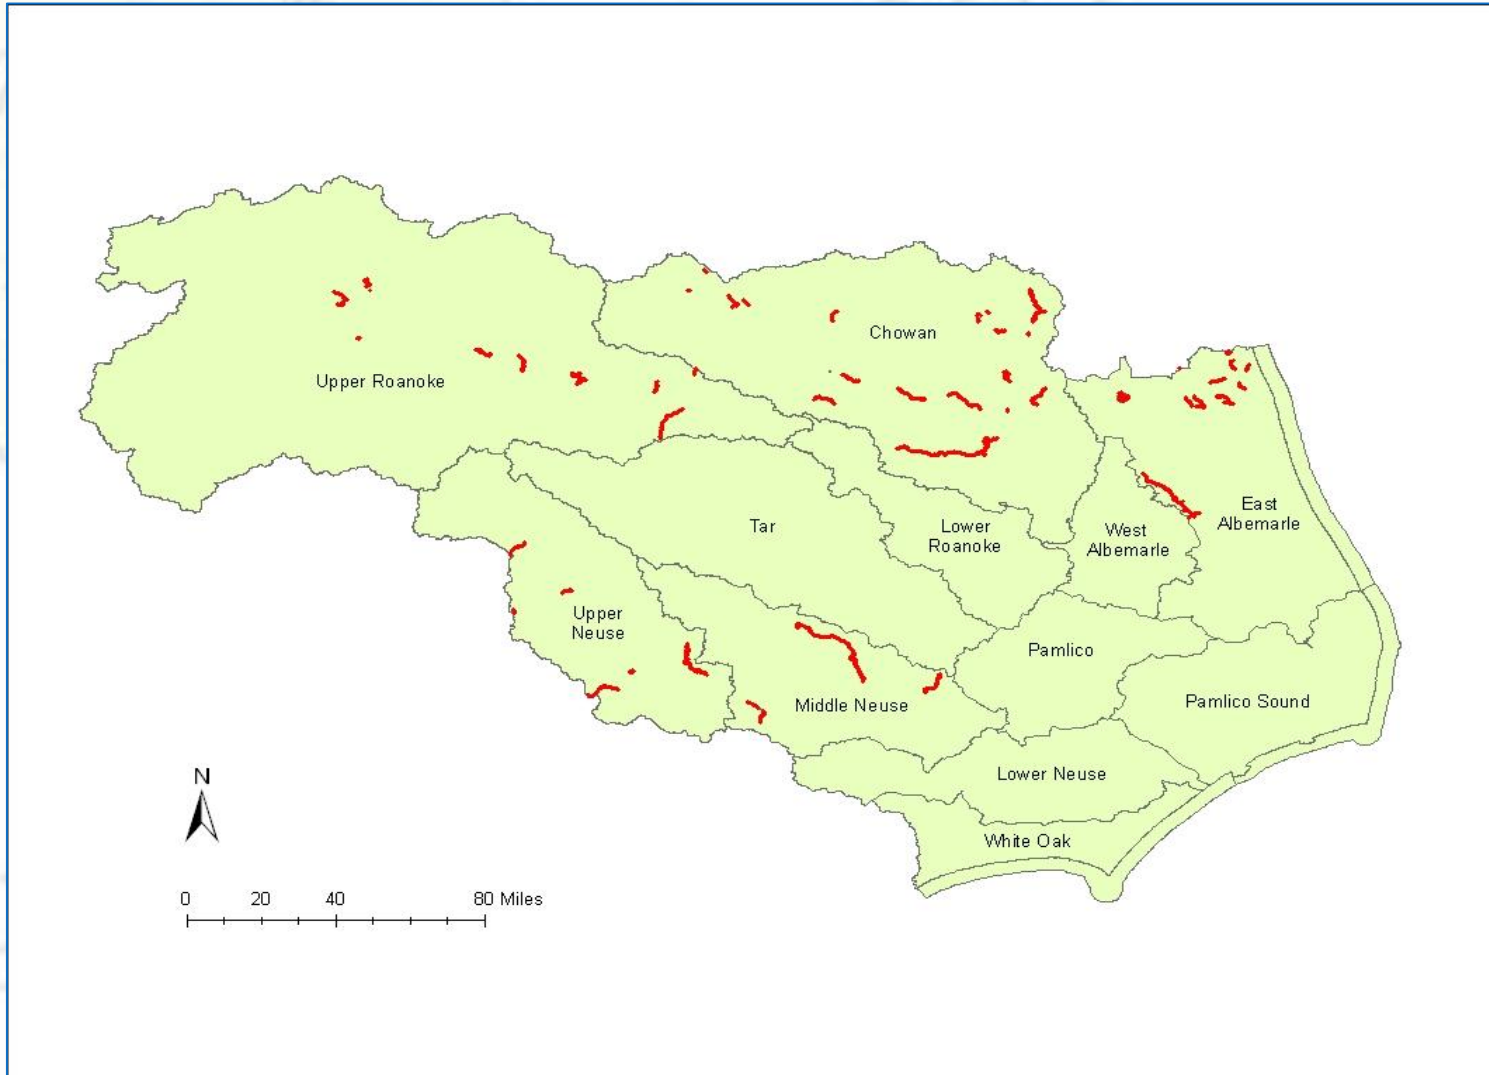 Chowan
Upper Roanoke
East
Albemarle
Tar
Lower
Roanoke
West
Albemarle
Upper
Neuse
Pamlico
Middle Neuse
Pamlico Sound
Lower Neuse
White Oak
N
0 20 40 80 Miles